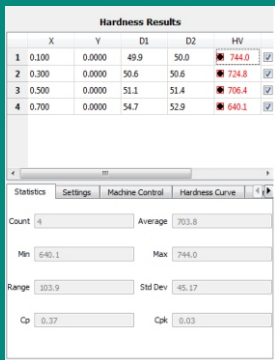 Hardness Results
X Y D1 D2 HV
1 0.100 0.0000 49.9 50.0 744.0
2 0.300 0.0000 50.6 50.6 724.8
3 0.500 0.0000 51.1 51.4 706.4
4 0.700 0.0000 54.7 52.9 640.1
Statistics Settings Machine Control Hardness Curve
Count 4 Average 703.8
Min 640.1 Max 744.0
Range 103.9 Std Dev 45.17
Cp 0.37 Cpk 0.03